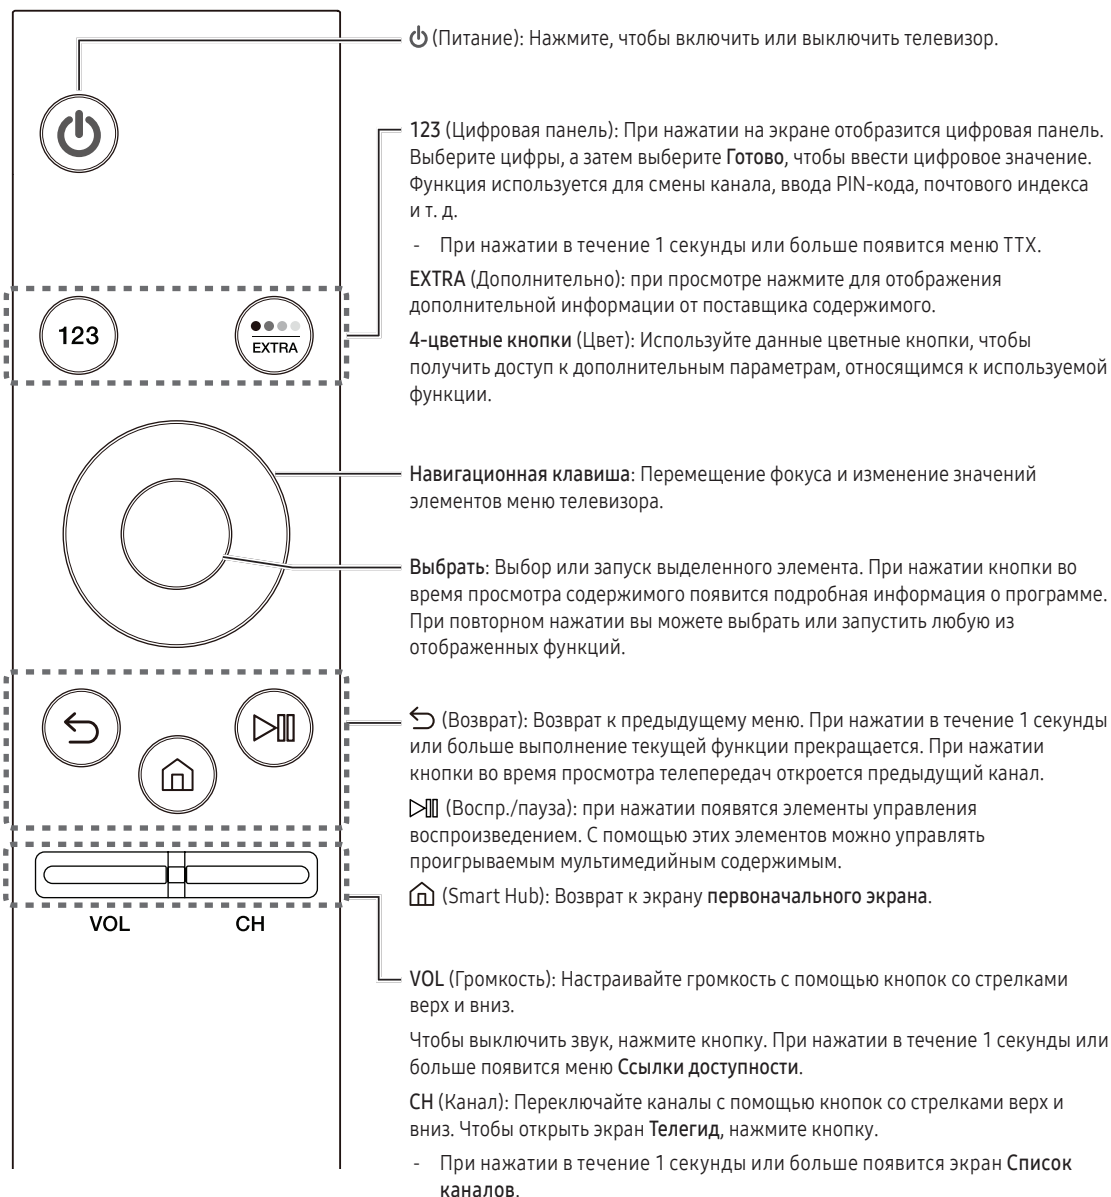 (Питание): Нажмите, чтобы включить или выключить телевизор.
123 (Цифровая панель): При нажатии на экране отобразится цифровая панель.
Выберите цифры, а затем выберите Готово, чтобы ввести цифровое значение.
Функция используется для смены канала, ввода PIN-кода, почтового индекса
и т. д.
- При нажатии в течение 1 секунды или больше появится меню TTX.
EXTRA (Дополнительно): при просмотре нажмите для отображения
дополнительной информации от поставщика содержимого.
4-цветные кнопки (Цвет): Используйте данные цветные кнопки, чтобы
получить доступ к дополнительным параметрам, относящимся к используемой
функции.
123
EXTRA
Навигационная клавиша: Перемещение фокуса и изменение значений
элементов меню телевизора.
Выбрать: Выбор или запуск выделенного элемента. При нажатии кнопки во
время просмотра содержимого появится подробная информация о программе.
При повторном нажатии вы можете выбрать или запустить любую из
отображенных функций.
(Возврат): Возврат к предыдущему меню. При нажатии в течение 1 секунды
или больше выполнение текущей функции прекращается. При нажатии
кнопки во время просмотра телепередач откроется предыдущий канал.
(Воспр./пауза): при нажатии появятся элементы управления
воспроизведением. С помощью этих элементов можно управлять
проигрываемым мультимедийным содержимым.
(Smart Hub): Возврат к экрану первоначального экрана.
VOL
CH
VOL (Громкость): Настраивайте громкость с помощью кнопок со стрелками
верх и вниз.
Чтобы выключить звук, нажмите кнопку. При нажатии в течение 1 секунды или
больше появится меню Ссылки доступности.
CH (Канал): Переключайте каналы с помощью кнопок со стрелками верх и
вниз. Чтобы открыть экран Телегид, нажмите кнопку.
- При нажатии в течение 1 секунды или больше появится экран Список
каналов.